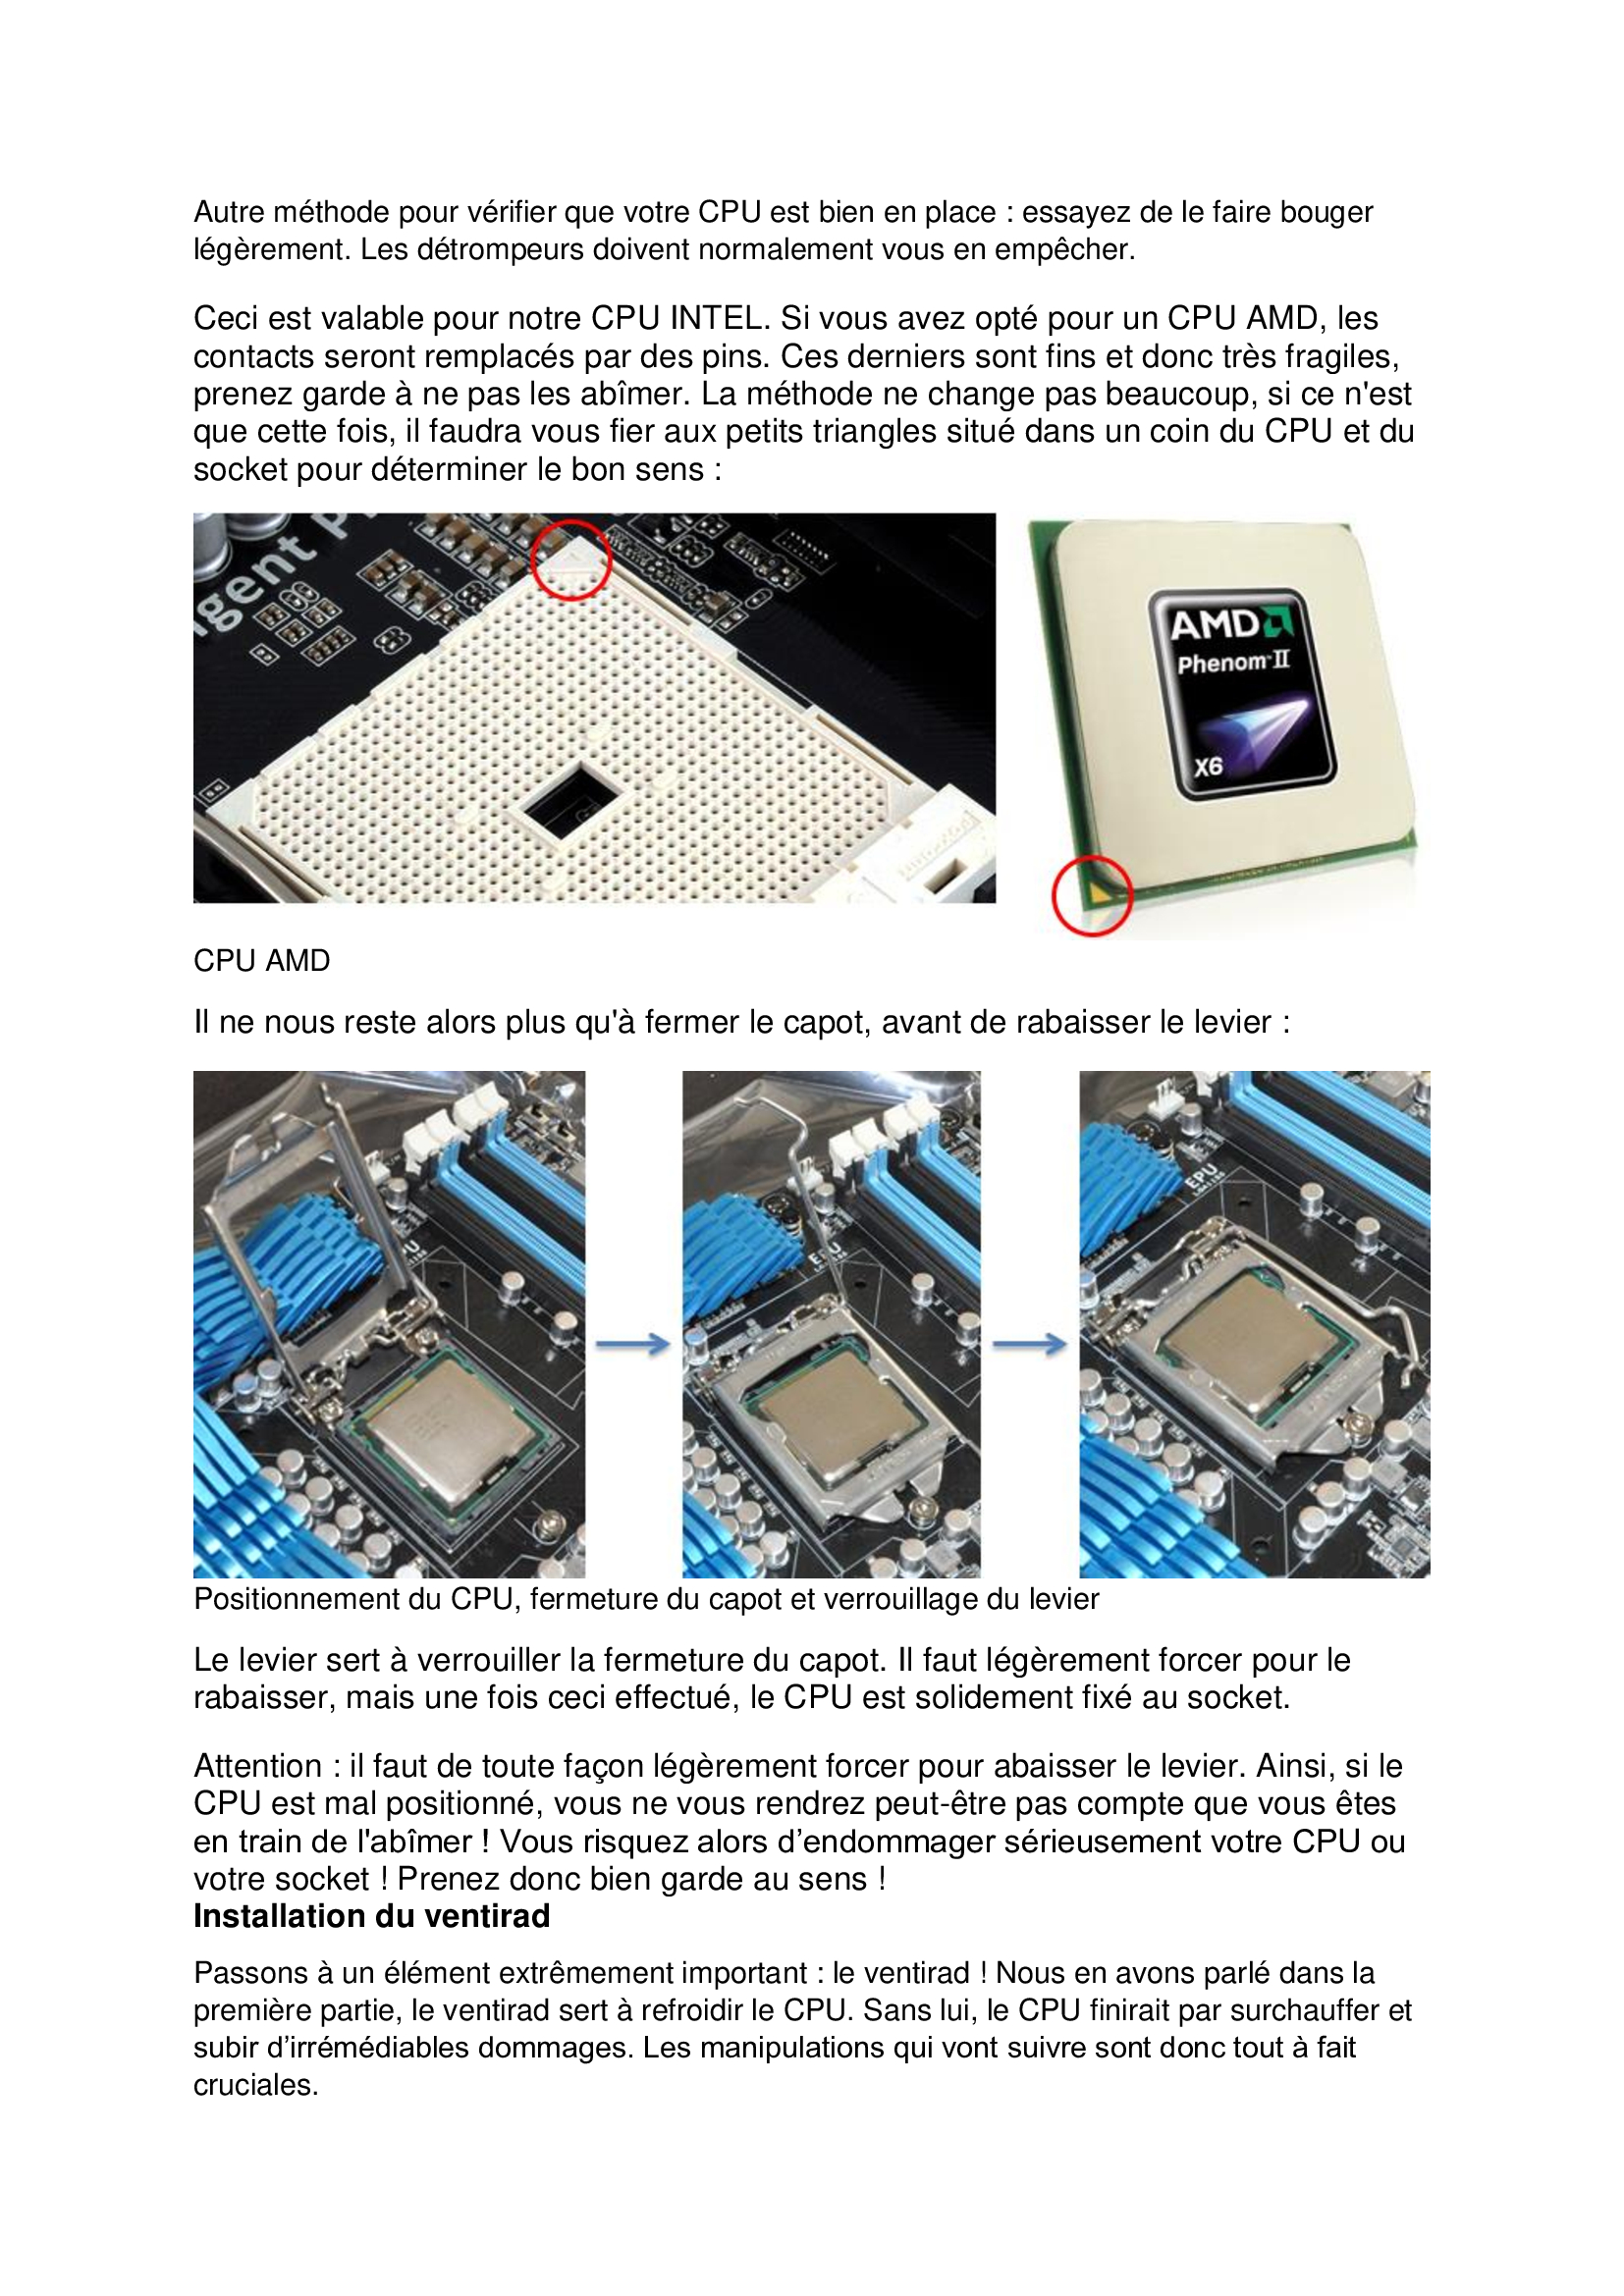 Autre méthode pour vérifier que votre CPU est bien en place : essayez de le faire bouger
légèrement. Les détrompeurs doivent normalement vous en empêcher.
Ceci est valable pour notre CPU INTEL. Si vous avez opté pour un CPU AMD, les
contacts seront remplacés par des pins. Ces derniers sont fins et donc très fragiles,
prenez garde à ne pas les abîmer. La méthode ne change pas beaucoup, si ce n'est
que cette fois, il faudra vous fier aux petits triangles situé dans un coin du CPU et du
socket pour déterminer le bon sens :
AMD
Phenom II
X6
CPU AMD
Il ne nous reste alors plus qu'à fermer le capot, avant de rabaisser le levier :
EPU
Positionnement du CPU, fermeture du capot et verrouillage du levier
Le levier sert à verrouiller la fermeture du capot. Il faut légèrement forcer pour le
rabaisser, mais une fois ceci effectué, le CPU est solidement fixé au socket.
Attention : il faut de toute façon légèrement forcer pour abaisser le levier. Ainsi, si le
CPU est mal positionné, vous ne vous rendrez peut-être pas compte que vous êtes
en train de l'abîmer ! Vous risquez alors d’endommager sérieusement votre CPU ou
votre socket ! Prenez donc bien garde au sens !
Installation du ventirad
Passons à un élément extrêmement important : le ventirad ! Nous en avons parlé dans la
première partie, le ventirad sert à refroidir le CPU. Sans lui, le CPU finirait par surchauffer et
subir d’irrémédiables dommages. Les manipulations qui vont suivre sont donc tout à fait
cruciales.